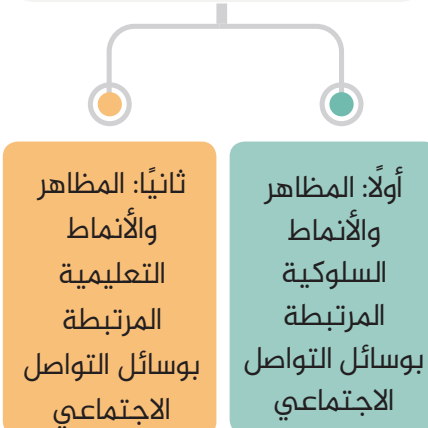 أولًا: المظاهر
والأنماط
السلوكية
المرتبطة
بوسائل التواصل
الاجتماعي
ثانيًا: المظاهر
والأنماط
التعليمية
المرتبطة
بوسائل التواصل
الاجتماعي